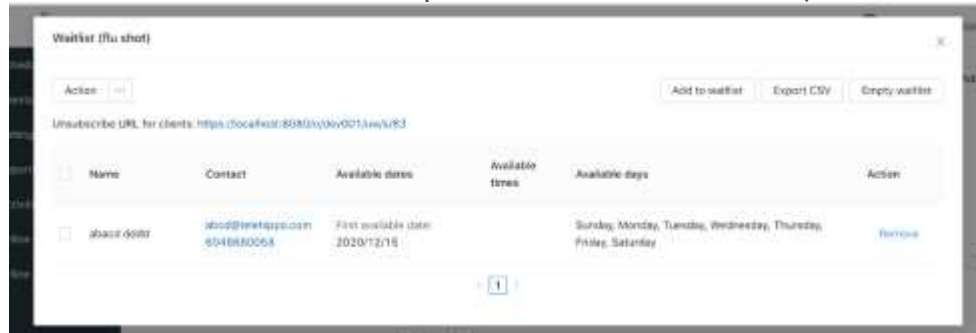 Waitlist (flu shot)
Action
Add to waitlist Export CSV Empty waitlist
Unsubscribe URL for clients:
Name Contact Available dates Available times Available days Action
First available date:
2020/12/15
6048680068
Sunday, Monday, Tuesday, Wednesday, Thursday,
Friday, Saturday
Remove
1